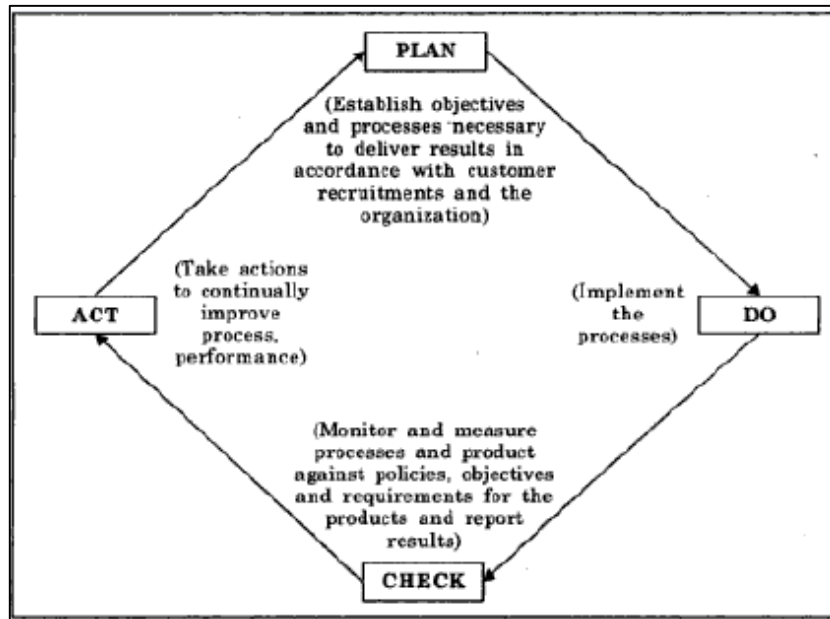 PLAN
(Establish objectives
and processes necessary
to deliver results in
accordance with customer
recruitments and the
organization)
ACT
(Take actions
to continually
improve
process,
performance)
(Implement
the
processes)
DO
(Monitor and measure
processes and product
against policies, objectives
and requirements for the
products and report
results)
CHECK